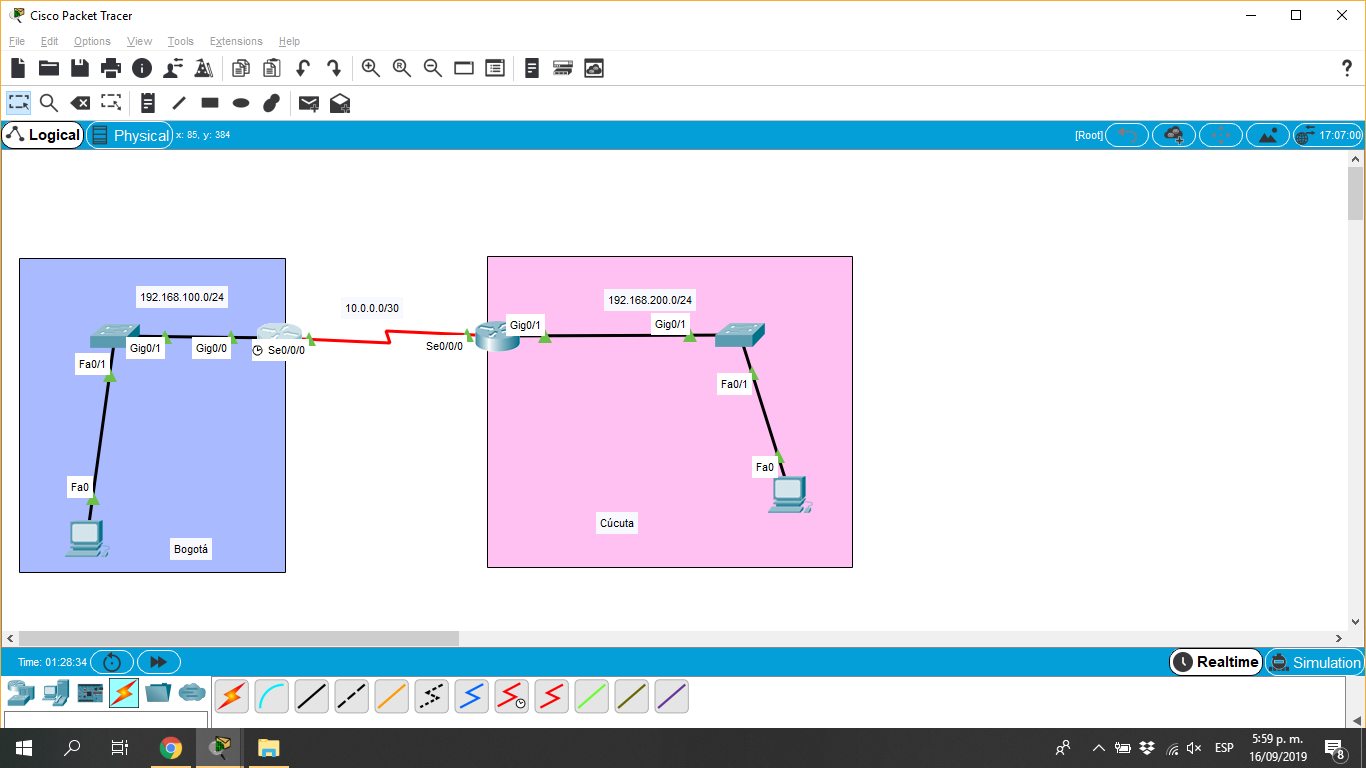 Cisco Packet Tracer
File Edit Options View Tools Extensions Help
Logical Physical x: 85, y: 384 [Root] 17:07:00
192.168.100.0/24
10.0.0.0/30
192.168.200.0/24
Gig0/1 Gig0/0 Se0/0/0
Fa0/1
Fa0
Bogotá
Se0/0/0 Gig0/1 Gig0/1
Fa0/1
Fa0
Cúcuta
Time: 01:28:34 Realtime Simulation
ESP 5:59 p. m.
16/09/2019 8